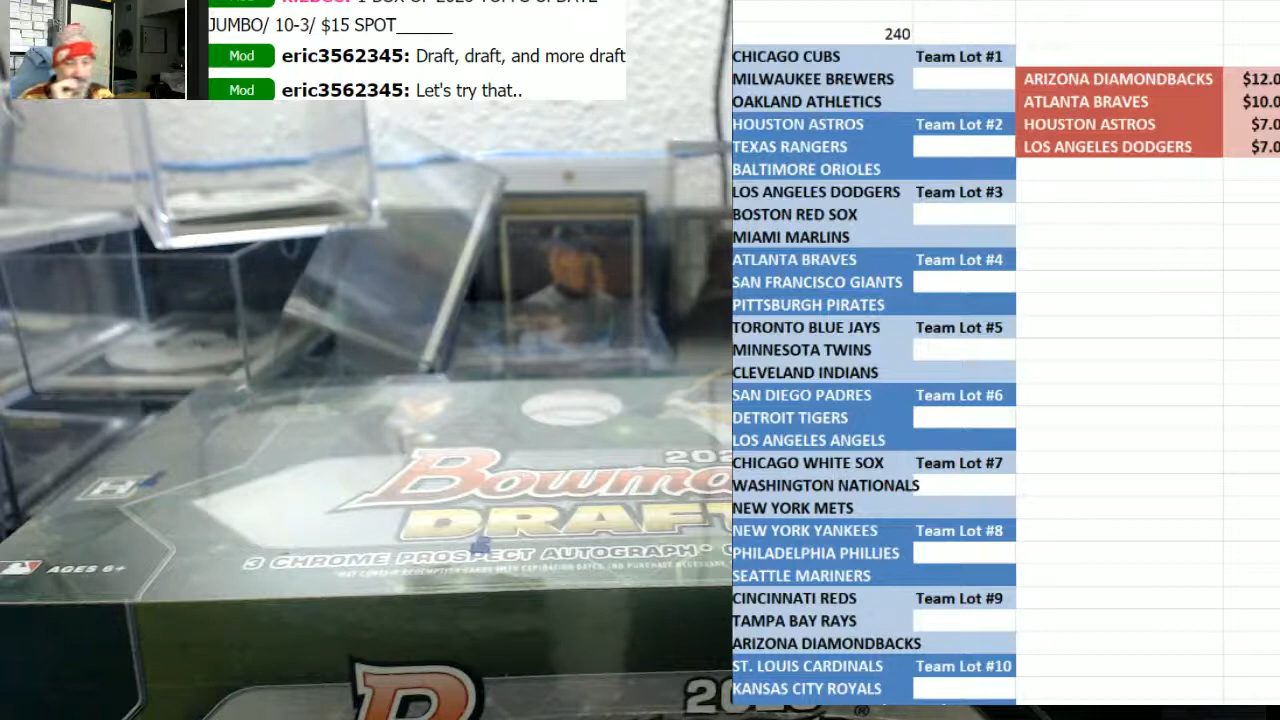 JUMBO/ 10-3/ $15 SPOT______
Mod eric3562345: Draft, draft, and more draft
Mod eric3562345: Let's try that..
240
CHICAGO CUBS Team Lot #1
MILWAUKEE BREWERS
OAKLAND ATHLETICS
HOUSTON ASTROS Team Lot #2
TEXAS RANGERS
BALTIMORE ORIOLES
LOS ANGELES DODGERS Team Lot #3
BOSTON RED SOX
MIAMI MARLINS
ATLANTA BRAVES Team Lot #4
SAN FRANCISCO GIANTS
PITTSBURGH PIRATES
TORONTO BLUE JAYS Team Lot #5
MINNESOTA TWINS
CLEVELAND INDIANS
SAN DIEGO PADRES Team Lot #6
DETROIT TIGERS
LOS ANGELES ANGELS
CHICAGO WHITE SOX Team Lot #7
WASHINGTON NATIONALS
NEW YORK METS
NEW YORK YANKEES Team Lot #8
PHILADELPHIA PHILLIES
SEATTLE MARINERS
CINCINNATI REDS Team Lot #9
TAMPA BAY RAYS
ARIZONA DIAMONDBACKS
ST. LOUIS CARDINALS Team Lot #10
KANSAS CITY ROYALS
ARIZONA DIAMONDBACKS $12.0
ATLANTA BRAVES $10.0
HOUSTON ASTROS $7.0
LOS ANGELES DODGERS $7.0
202
Bowma
DRAFT
3 CHROME PROSPECT AUTOGRAPH
H
AGES 6+